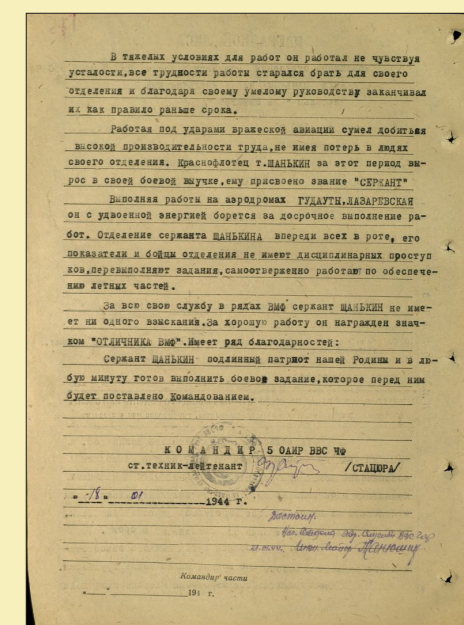 В тяжелых условиях для работ он работал не чувствуя
усталости,все трудности работы старался брать для своего
отделения и благодаря своему умелому руководству заканчивал
их как правило раньше срока.
Работая под ударами вражеской авиации сумел добиться
высокой производительности труда,не имея потерь в людях
своего отделения. Краснофлотец т.ШАНЬКИН за этот период вы-
рос в своей боевой выучке,ему присвоено звание "СЕРЖАНТ"
Выполняя работы на аэродромах ГУДАУТЫ,ЛАЗАРЕВСКАЯ
он с удвоенной энергией борется за досрочное выполнение ра-
бот. Отделение сержанта ШАНЬКИНА впереди всех в роте, его
показатели и бойцы отделения не имеют дисциплинарных проступ
ков,перевыполняют задания,самоотверженно работают по обеспече-
нию летных частей.
За всю свою службу в рядах ВМФ сержант ШАНЬКИН не име-
ет ни одного взыскания.За хорошую работу он награжден знач-
ком "ОТЛИЧНИКА ВМФ".Имеет ряд благодарностей:
Сержант ШАНЬКИН подлинный патриот нашей Родины и в лю-
бую минуту готов выполнить боевое задание,которое перед ним
будет поставлено Командованием.
КОМАНДИР 5 ОАИР ВВС ЧФ
ст.техник-лейтенант /СТАЦЮРА/
"18" 01 1944 г.
Достоин.
Командир части
"" 194 г.